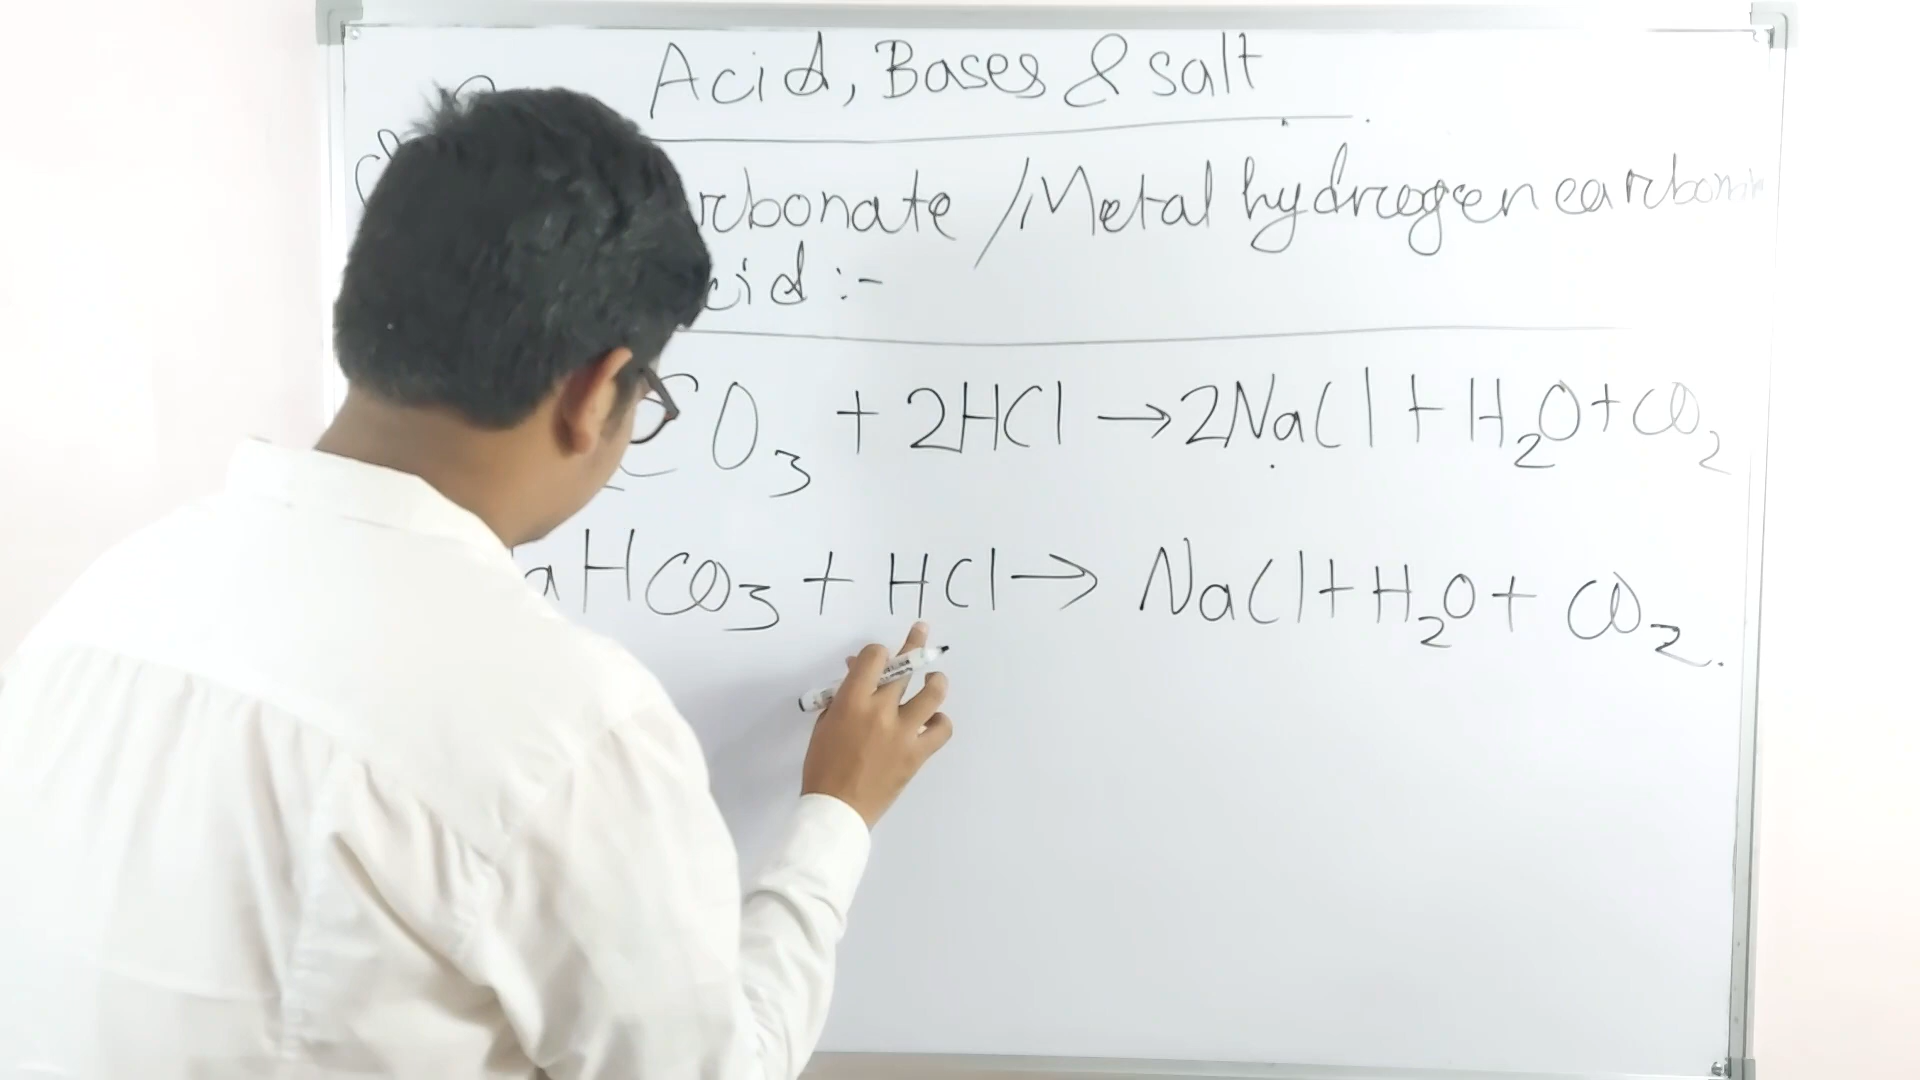 Acid, Bases & salt
rbonate / Metal hydrogen carbon
cid :-
CO₃ + 2HCl → 2NaCl + H₂O + CO₂
aHCO₃ + HCl → NaCl + H₂O + CO₂.